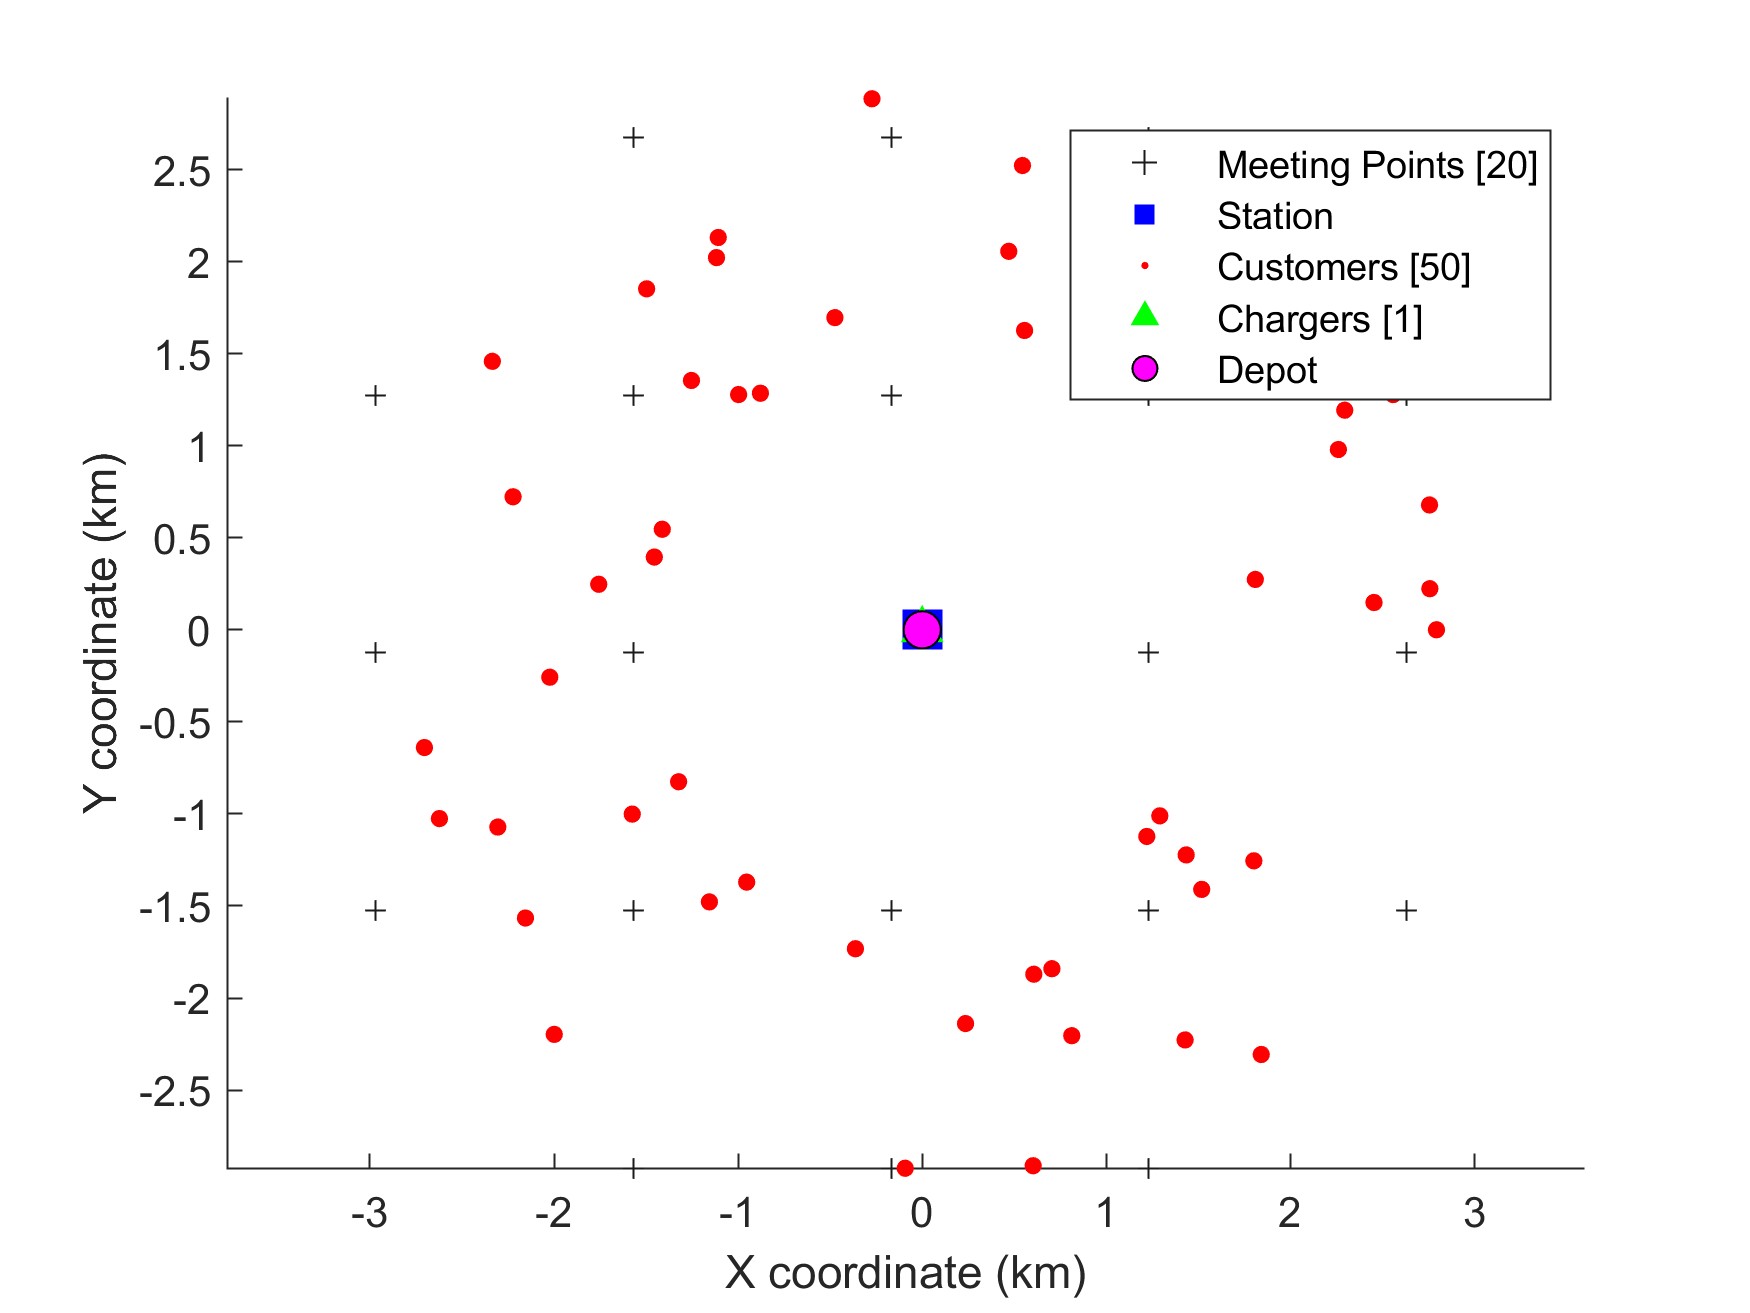 Meeting Points [20]
Station
Customers [50]
Chargers [1]
Depot
2.5
2
1.5
1
0.5
0
-0.5
-1
-1.5
-2
-2.5
Y coordinate (km)
-3
-2
-1
0
1
2
3
X coordinate (km)